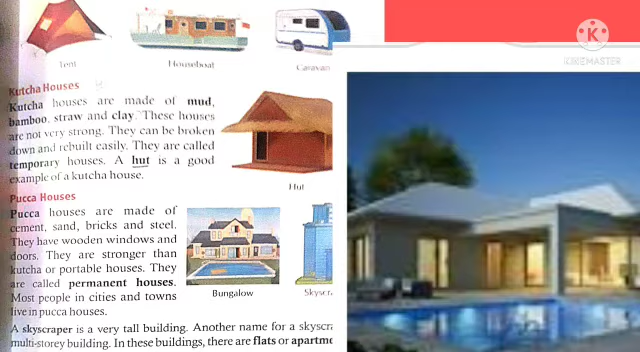 Tent
Houseboat
Caravan
Kutcha Houses
Kutcha houses are made of mud,
bamboo, straw and clay. These houses
are not very strong. They can be broken
down and rebuilt easily. They are called
temporary houses. A hut is a good
example of a kutcha house.
Hut
Pucca Houses
Pucca houses are made of
cement, sand, bricks and steel.
They have wooden windows and
doors. They are stronger than
kutcha or portable houses. They
are called permanent houses.
Most people in cities and towns
live in pucca houses.
Bungalow
Skyscra
A skyscraper is a very tall building. Another name for a skyscra
multi-storey building. In these buildings, there are flats or apartme
K
KINEMASTER